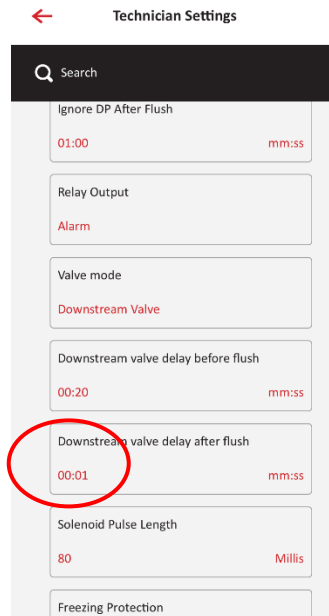 Technician Settings
Search
Ignore DP After Flush
01:00 mm:ss
Relay Output
Alarm
Valve mode
Downstream Valve
Downstream valve delay before flush
00:20 mm:ss
Downstream valve delay after flush
00:01 mm:ss
Solenoid Pulse Length
80 Millis
Freezing Protection